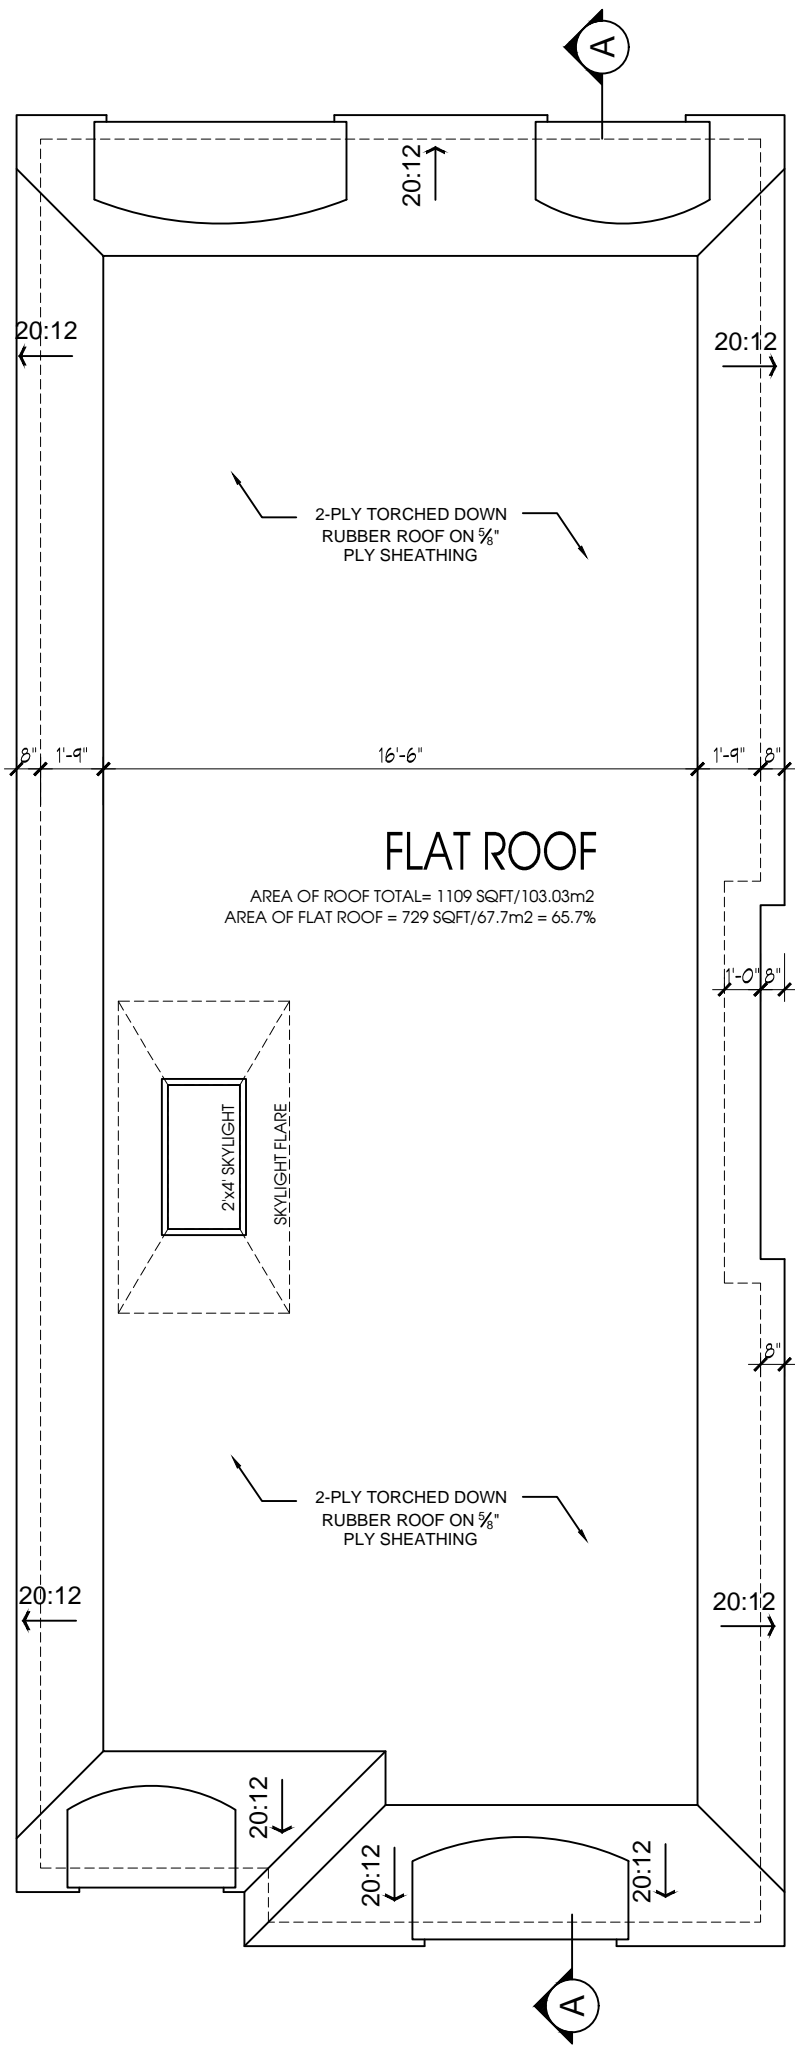 A
20:12
20:12
20:12
2-PLY TORCHED DOWN
RUBBER ROOF ON 5/8"
PLY SHEATHING
8"
1'-9"
16'-6"
1'-9"
8"
FLAT ROOF
AREA OF ROOF TOTAL= 1109 SQFT/103.03m2
AREA OF FLAT ROOF = 729 SQFT/67.7m2 = 65.7%
1'-0"
8"
2'x4' SKYLIGHT
SKYLIGHT FLARE
8"
2-PLY TORCHED DOWN
RUBBER ROOF ON 5/8"
PLY SHEATHING
20:12
20:12
20:12
20:12
20:12
A